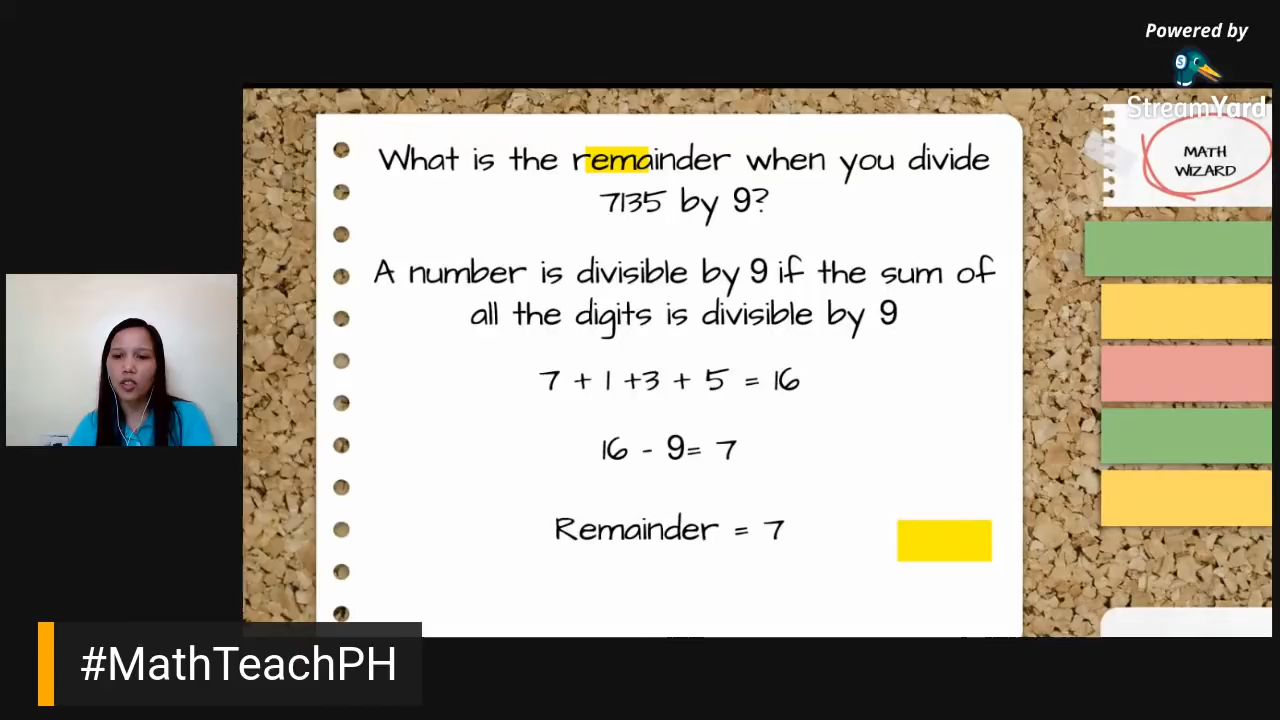 Powered by
StreamYard
MATH
WIZARD
What is the remainder when you divide
7135 by 9?
A number is divisible by 9 if the sum of
all the digits is divisible by 9
7 + 1 +3 + 5 = 16
16 - 9= 7
Remainder = 7
#MathTeachPH